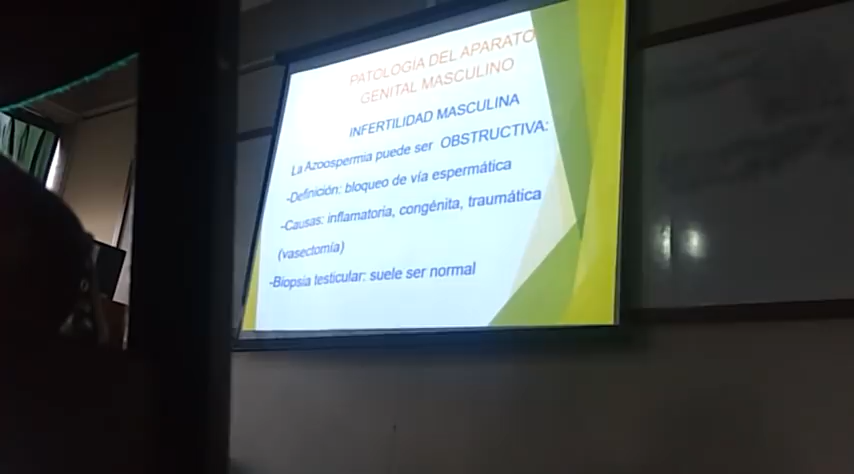 PATOLOGÍA DEL APARATO
GENITAL MASCULINO
INFERTILIDAD MASCULINA
La Azoospermia puede ser OBSTRUCTIVA:
-Definición: bloqueo de vía espermática
-Causas: inflamatoria, congénita, traumática
(vasectomía)
-Biopsia testicular: suele ser normal